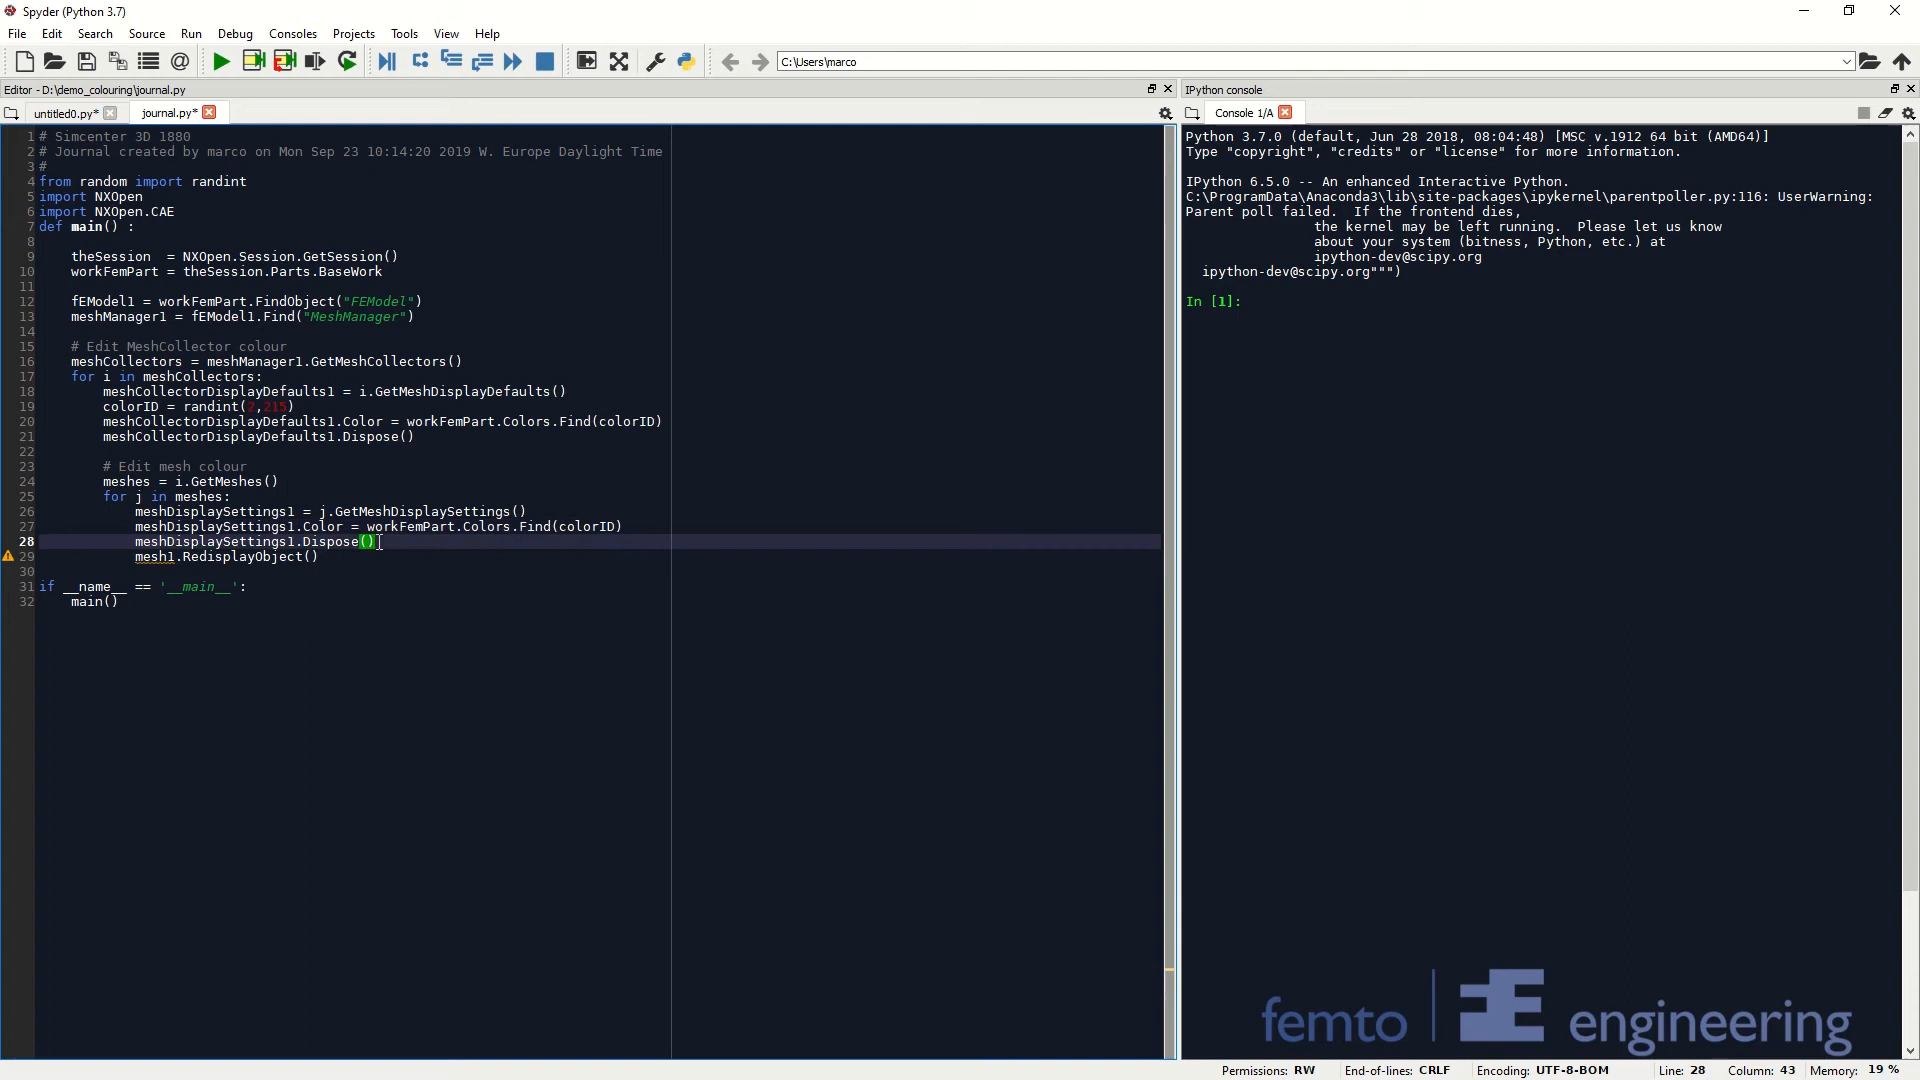 Spyder (Python 3.7)
File Edit Search Source Run Debug Consoles Projects Tools View Help
C:\Users\marco
Editor - D:\demo_colouring\journal.py
untitled0.py*
journal.py*
1 # Simcenter 3D 1880
2 # Journal created by marco on Mon Sep 23 10:14:20 2019 W. Europe Daylight Time
3 #
4 from random import randint
5 import NXOpen
6 import NXOpen.CAE
7 def main() :
8
9 theSession  = NXOpen.Session.GetSession()
10 workFemPart = theSession.Parts.BaseWork
11
12 fEModel1 = workFemPart.FindObject("FEModel")
13 meshManager1 = fEModel1.Find("MeshManager")
14
15 # Edit MeshCollector colour
16 meshCollectors = meshManager1.GetMeshCollectors()
17 for i in meshCollectors:
18 meshCollectorDisplayDefaults1 = i.GetMeshDisplayDefaults()
19 colorID = randint(2,215)
20 meshCollectorDisplayDefaults1.Color = workFemPart.Colors.Find(colorID)
21 meshCollectorDisplayDefaults1.Dispose()
22
23 # Edit mesh colour
24 meshes = i.GetMeshes()
25 for j in meshes:
26 meshDisplaySettings1 = j.GetMeshDisplaySettings()
27 meshDisplaySettings1.Color = workFemPart.Colors.Find(colorID)
28 meshDisplaySettings1.Dispose()
29 mesh1.RedisplayObject()
30
31 if __name__ == '__main__':
32 main()
IPython console
Console 1/A
Python 3.7.0 (default, Jun 28 2018, 08:04:48) [MSC v.1912 64 bit (AMD64)]
Type "copyright", "credits" or "license" for more information.
IPython 6.5.0 -- An enhanced Interactive Python.
C:\ProgramData\Anaconda3\lib\site-packages\ipykernel\parentpoller.py:116: UserWarning:
Parent poll failed.  If the frontend dies,
the kernel may be left running.  Please let us know
about your system (bitness, Python, etc.) at
ipython-dev@scipy.org
ipython-dev@scipy.org""")
In [1]:
femto engineering
Permissions: RW End-of-lines: CRLF Encoding: UTF-8-BOM Line: 28 Column: 43 Memory: 19 %